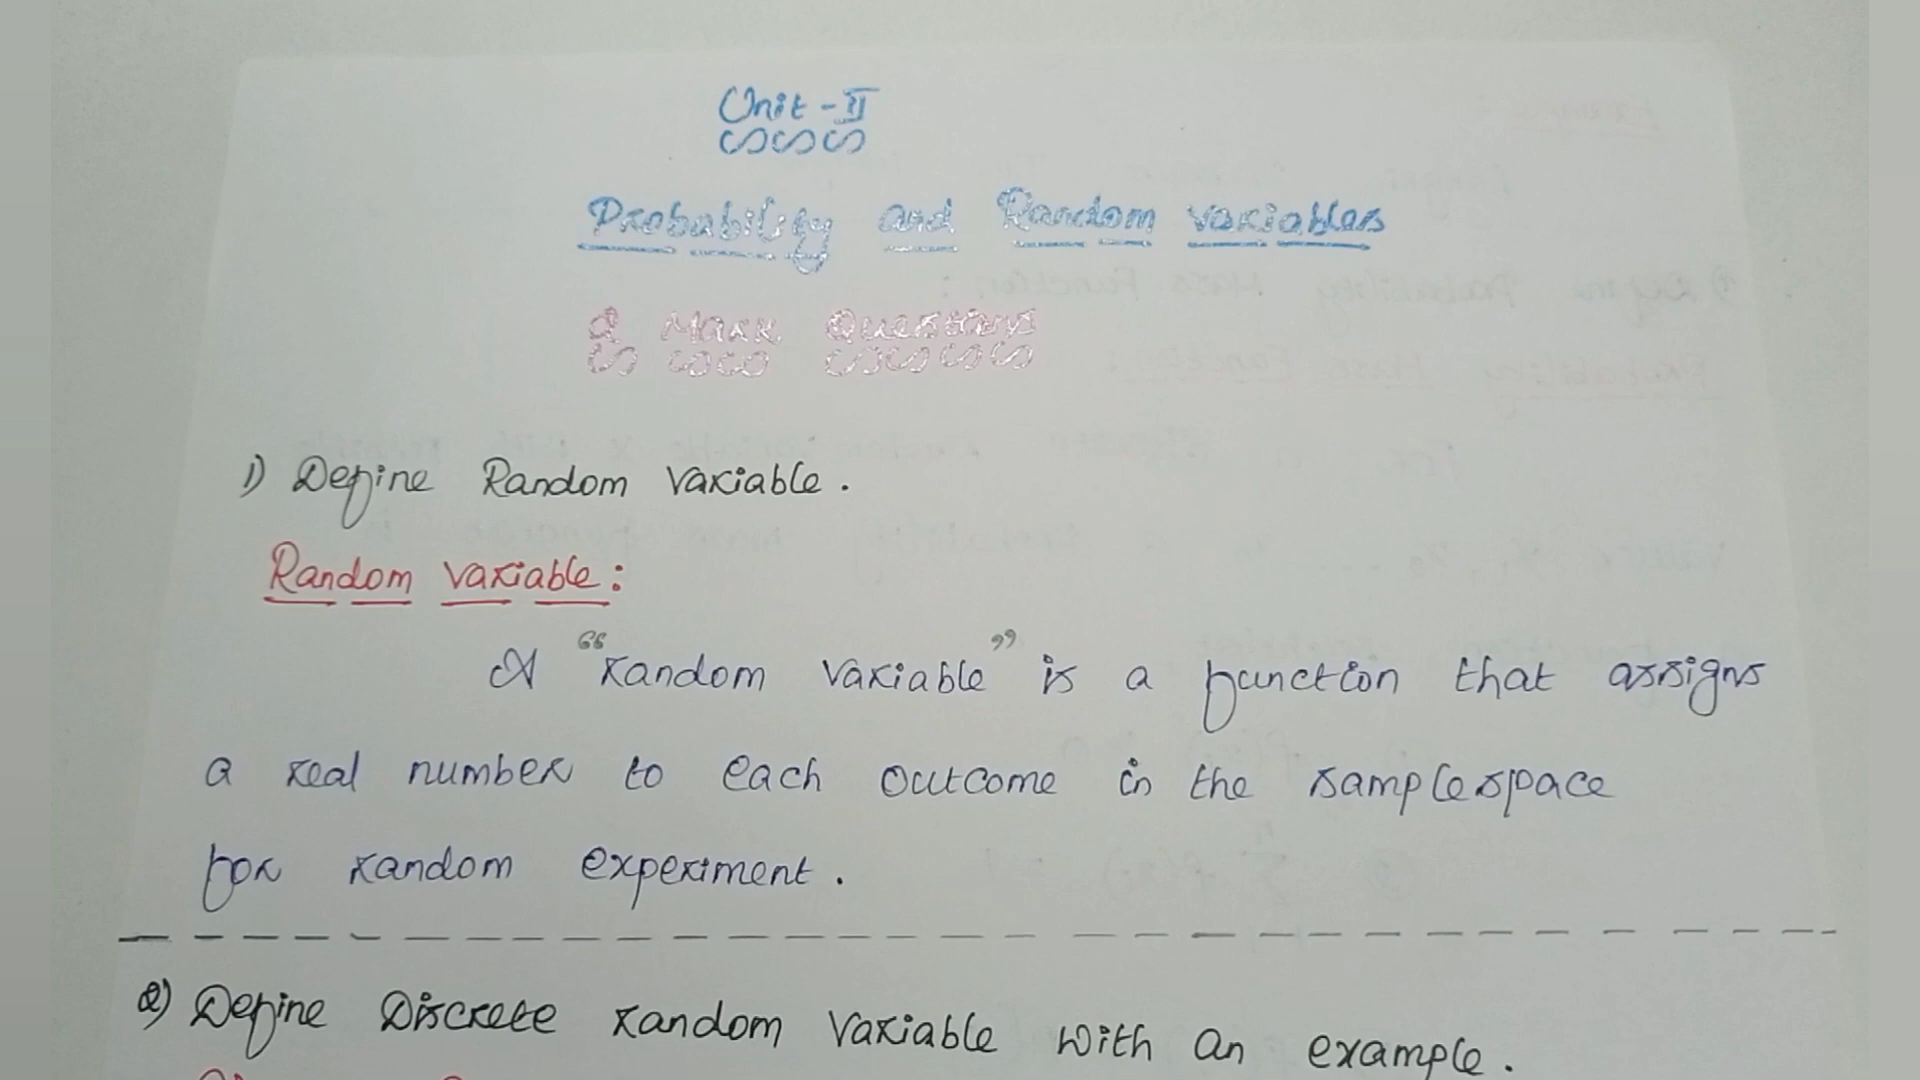 Unit - II
Probability and Random variables
2 Mark Questions
1) Define Random variable.
Random variable:
A "random variable" is a function that assigns
a real number to each outcome in the samplespace
for random experiment.
2) Define Discrete random variable with an example.